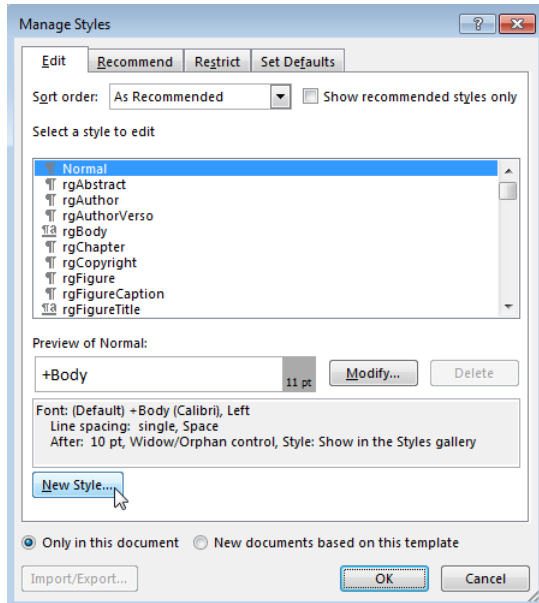 Manage Styles
Edit Recommend Restrict Set Defaults
Sort order: As Recommended Show recommended styles only
Select a style to edit
¶ Normal
¶ rgAbstract
¶ rgAuthor
¶ rgAuthorVerso
¶a rgBody
¶ rgChapter
¶ rgCopyright
¶ rgFigure
¶ rgFigureCaption
¶a rgFigureTitle
Preview of Normal:
+Body 11 pt Modify... Delete
Font: (Default) +Body (Calibri), Left
Line spacing: single, Space
After: 10 pt, Widow/Orphan control, Style: Show in the Styles gallery
New Style...
Only in this document New documents based on this template
Import/Export... OK Cancel